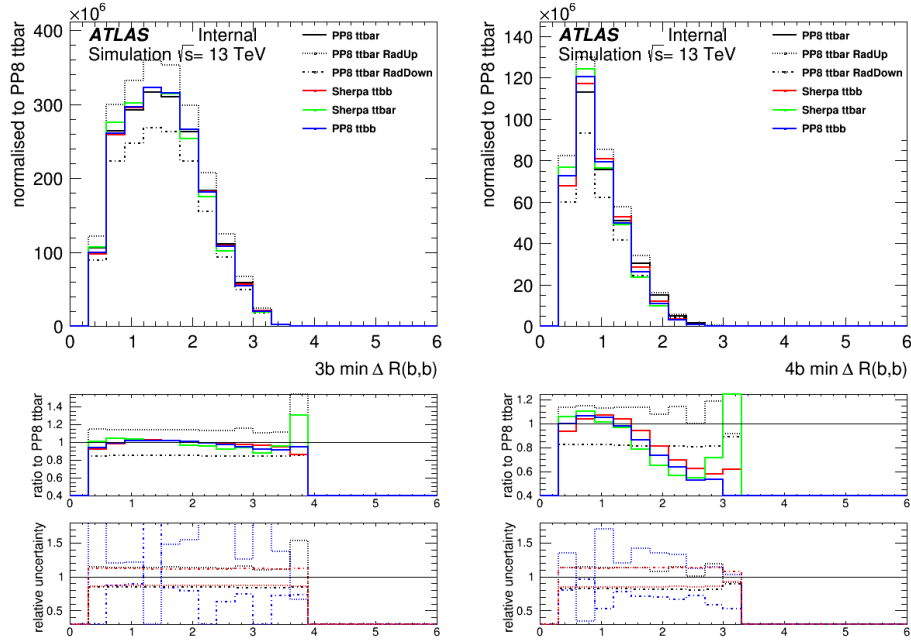 ×10⁶
ATLAS Internal
Simulation √s= 13 TeV
PP8 ttbar
PP8 ttbar RadUp
PP8 ttbar RadDown
Sherpa ttbb
Sherpa ttbar
PP8 ttbb
normalised to PP8 ttbar
400
300
200
100
0
0 1 2 3 4 5 6
3b min Δ R(b,b)
ratio to PP8 ttbar
1.4
1.2
1
0.8
0.6
0.4
0 1 2 3 4 5 6
relative uncertainty
1.5
1
0.5
0 1 2 3 4 5 6
×10⁶
ATLAS Internal
Simulation √s= 13 TeV
PP8 ttbar
PP8 ttbar RadUp
PP8 ttbar RadDown
Sherpa ttbb
Sherpa ttbar
PP8 ttbb
normalised to PP8 ttbar
140
120
100
80
60
40
20
0
0 1 2 3 4 5 6
4b min Δ R(b,b)
ratio to PP8 ttbar
1.2
1
0.8
0.6
0.4
0 1 2 3 4 5 6
relative uncertainty
1.5
1
0.5
0 1 2 3 4 5 6